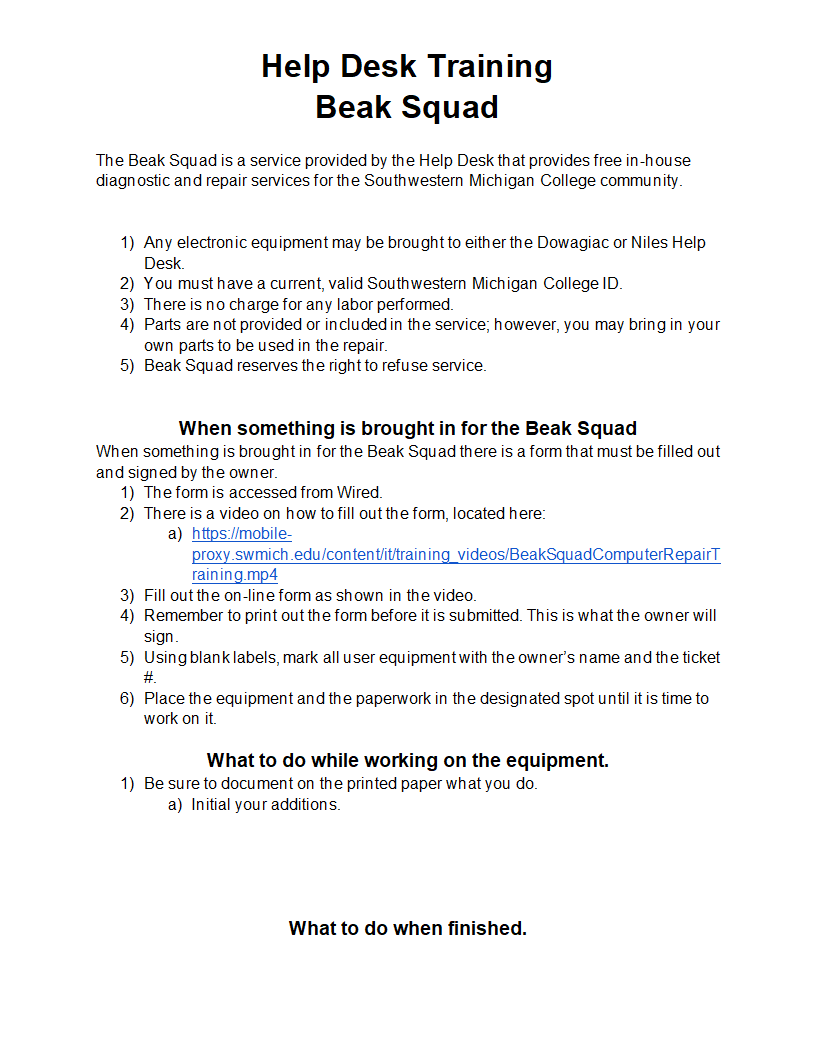 Help Desk Training
Beak Squad
The Beak Squad is a service provided by the Help Desk that provides free in-house
diagnostic and repair services for the Southwestern Michigan College community.
1) Any electronic equipment may be brought to either the Dowagiac or Niles Help
Desk.
2) You must have a current, valid Southwestern Michigan College ID.
3) There is no charge for any labor performed.
4) Parts are not provided or included in the service; however, you may bring in your
own parts to be used in the repair.
5) Beak Squad reserves the right to refuse service.
When something is brought in for the Beak Squad
When something is brought in for the Beak Squad there is a form that must be filled out
and signed by the owner.
1) The form is accessed from Wired.
2) There is a video on how to fill out the form, located here:
a) https://mobile-
proxy.swmich.edu/content/it/training_videos/BeakSquadComputerRepairT
raining.mp4
3) Fill out the on-line form as shown in the video.
4) Remember to print out the form before it is submitted. This is what the owner will
sign.
5) Using blank labels, mark all user equipment with the owner’s name and the ticket
#.
6) Place the equipment and the paperwork in the designated spot until it is time to
work on it.
What to do while working on the equipment.
1) Be sure to document on the printed paper what you do.
a) Initial your additions.
What to do when finished.